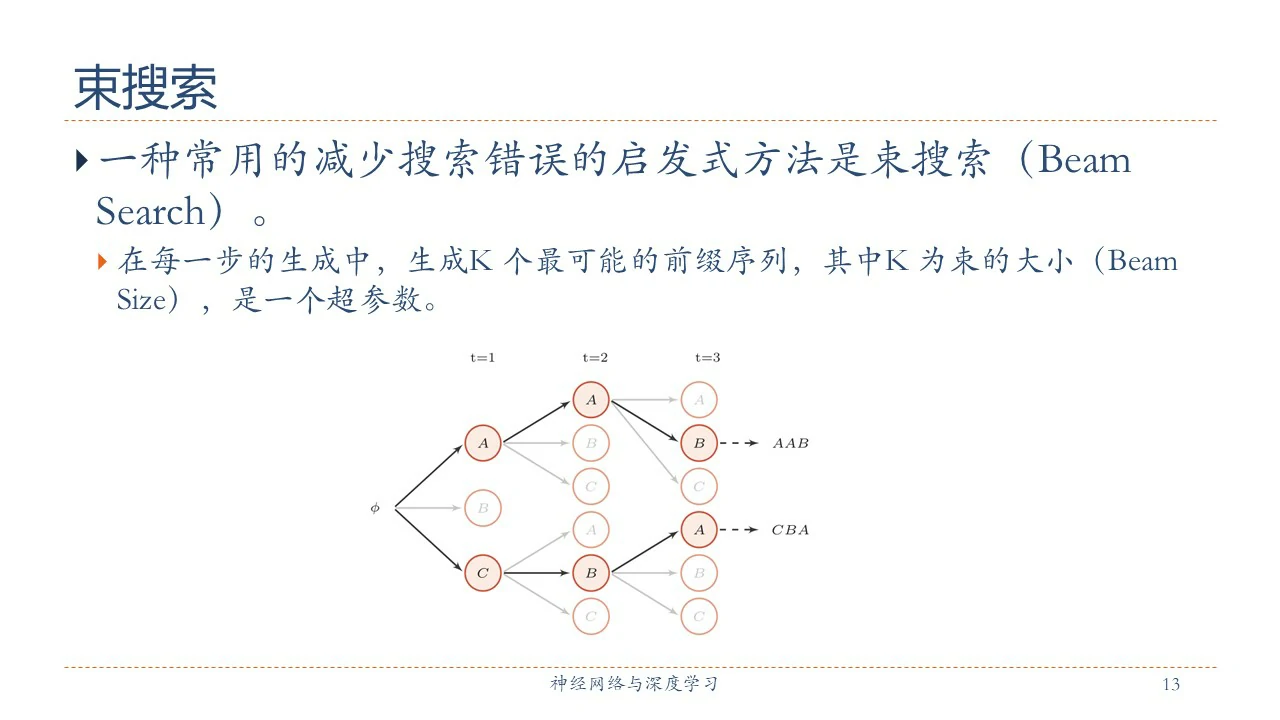 束搜索
一种常用的减少搜索错误的启发式方法是束搜索（Beam
Search）。
在每一步的生成中，生成K 个最可能的前缀序列，其中K 为束的大小（Beam
Size），是一个超参数。
t=1 t=2 t=3
A A
A B B AAB
C C
ϕ B A A CBA
C B B
C C
神经网络与深度学习 13